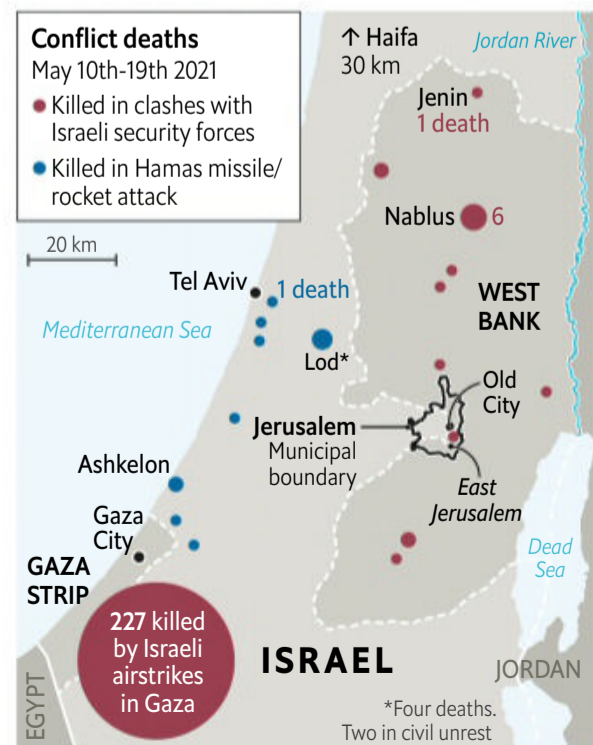 Conflict deaths
May 10th-19th 2021
Killed in clashes with
Israeli security forces
Killed in Hamas missile/
rocket attack
20 km
↑ Haifa
30 km
Jordan River
Jenin
1 death
Nablus 6
Tel Aviv
1 death
Mediterranean Sea
WEST
BANK
Lod*
Old
City
Jerusalem
Municipal
boundary
East
Jerusalem
Ashkelon
Gaza
City
GAZA
STRIP
Dead
Sea
227 killed
by Israeli
airstrikes
in Gaza
ISRAEL
JORDAN
EGYPT
*Four deaths.
Two in civil unrest